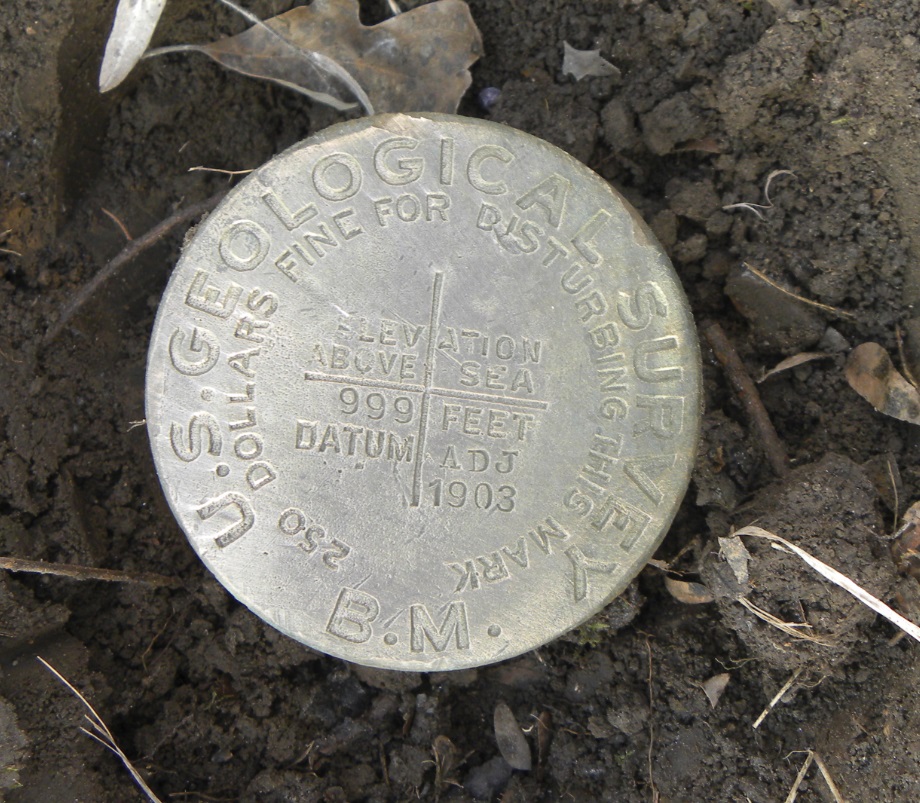 U.S.GEOLOGICAL SURVEY
B.M.
250 DOLLARS FINE FOR DISTURBING THIS MARK
ELEVATION
ABOVE SEA
999 FEET
DATUM ADJ
1903